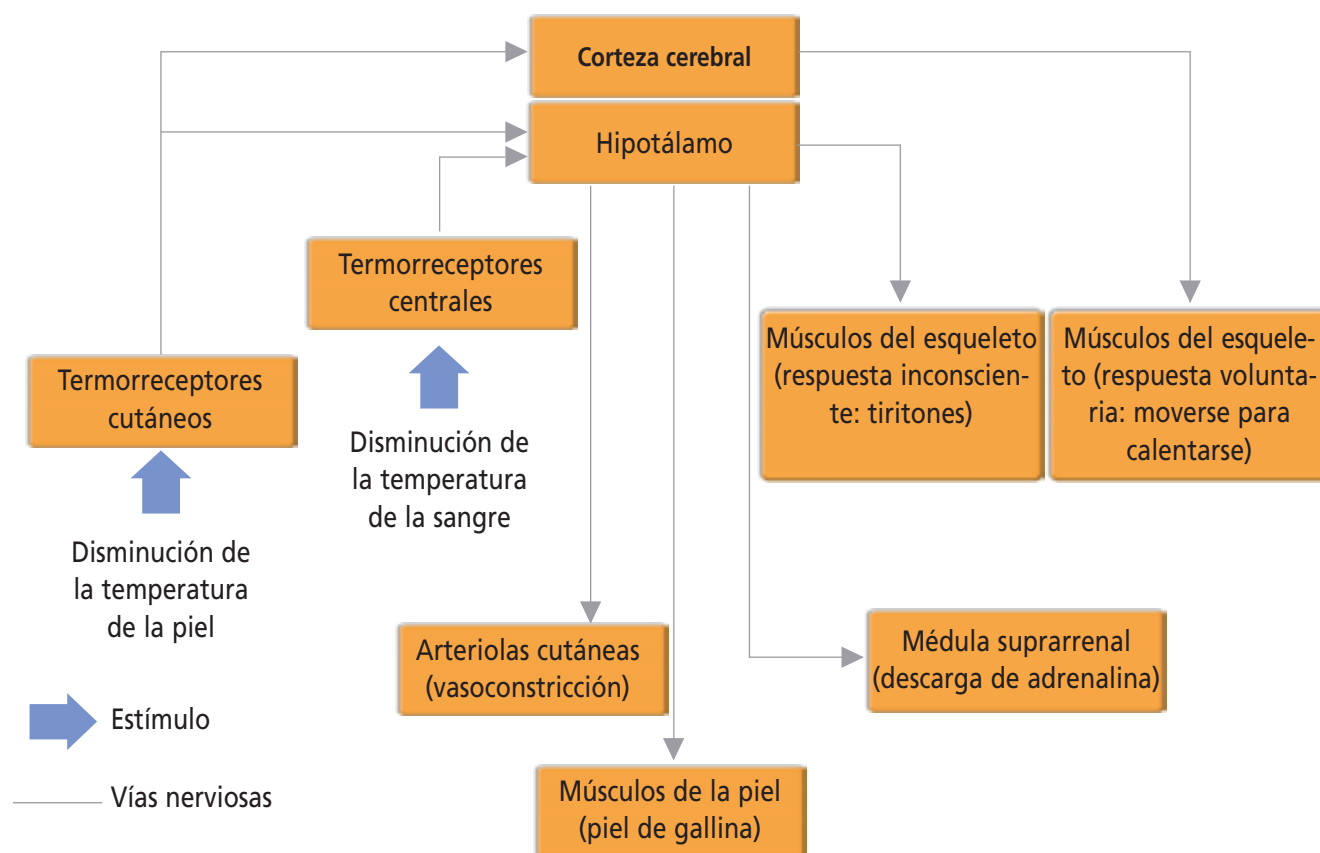 Corteza cerebral
Hipotálamo
Termorreceptores
centrales
Termorreceptores
cutáneos
Músculos del esqueleto
(respuesta inconscien-
te: tiritones)
Músculos del esquele-
to (respuesta volunta-
ria: moverse para
calentarse)
Disminución de
la temperatura
de la sangre
Disminución de
la temperatura
de la piel
Arteriolas cutáneas
(vasoconstricción)
Médula suprarrenal
(descarga de adrenalina)
Estímulo
Vías nerviosas
Músculos de la piel
(piel de gallina)